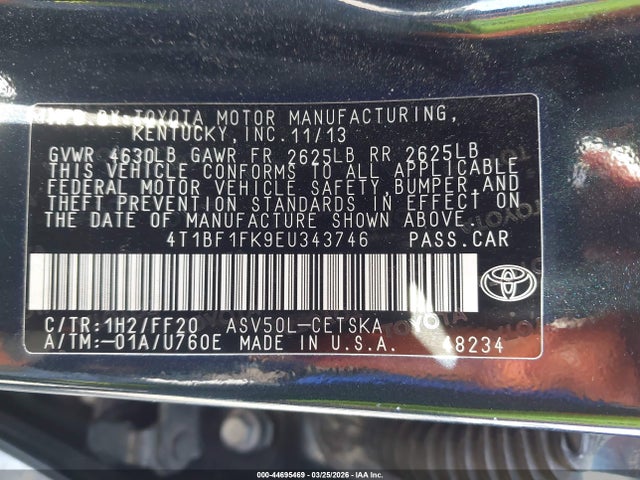 MFD. BY: TOYOTA MOTOR MANUFACTURING,
KENTUCKY, INC. 11/13
GVWR 4630LB GAWR FR 2625LB RR 2625LB
THIS VEHICLE CONFORMS TO ALL APPLICABLE
FEDERAL MOTOR VEHICLE SAFETY, BUMPER, AND
THEFT PREVENTION STANDARDS IN EFFECT ON
THE DATE OF MANUFACTURE SHOWN ABOVE.
4T1BF1FK9EU343746 PASS.CAR
C/TR:1H2/FF20 ASV50L-CETSKA
A/TM:-01A/U760E MADE IN U.S.A. 48234
000-44695469 | 03/25/2026 - IAA Inc.